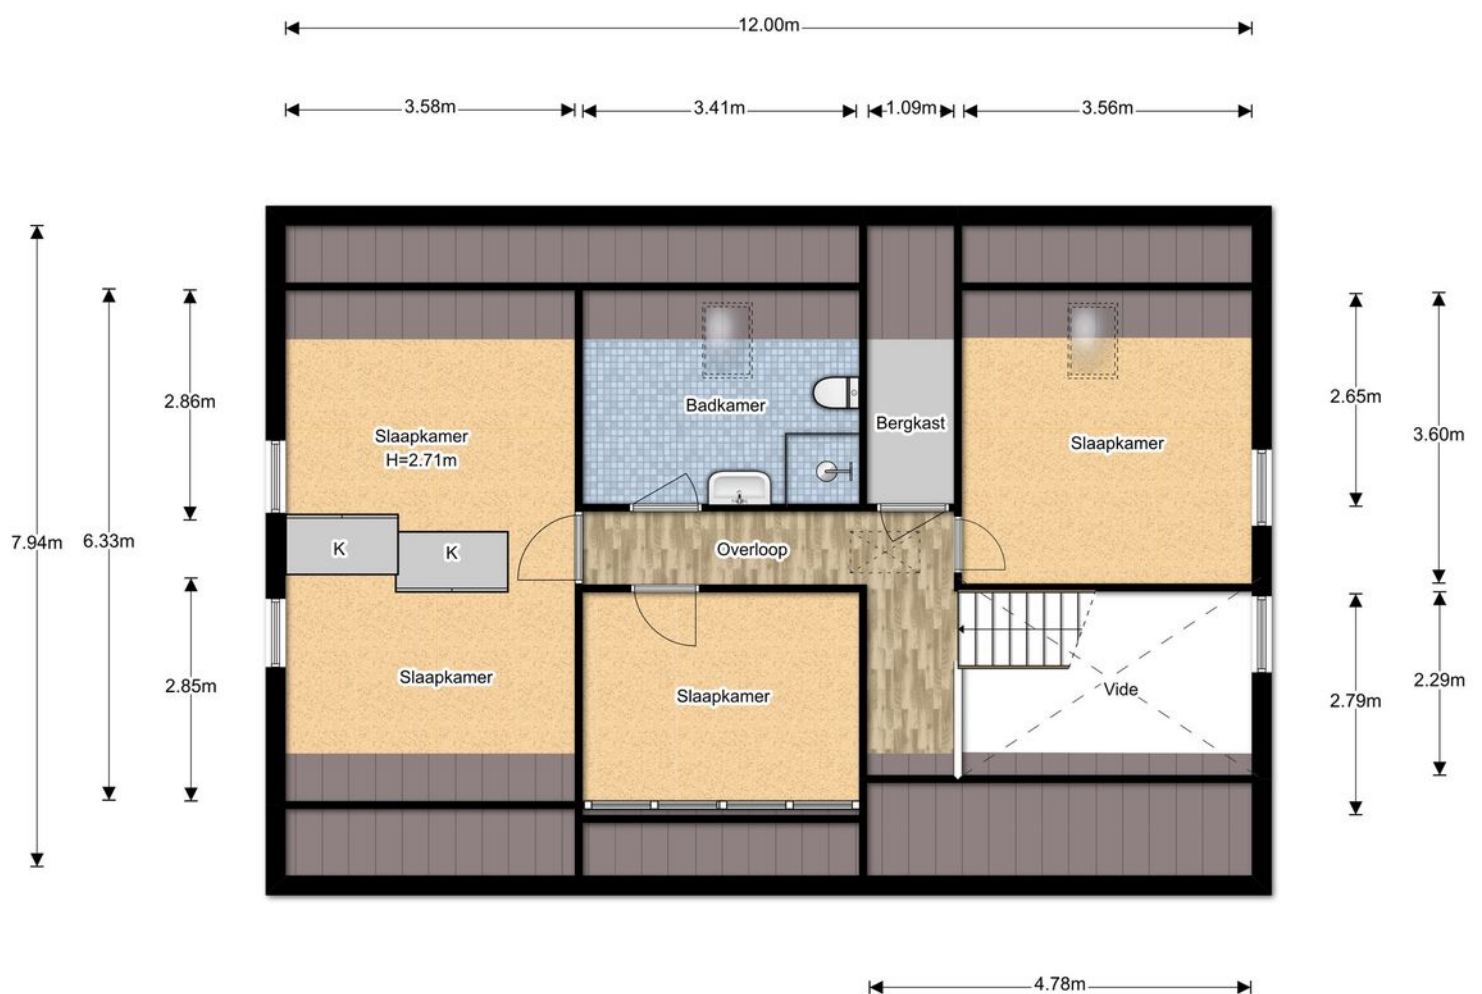 12.00m
3.58m
3.41m
1.09m
3.56m
7.94m
6.33m
2.86m
2.85m
Slaapkamer
H=2.71m
Badkamer
Bergkast
Slaapkamer
K
K
Overloop
Slaapkamer
Slaapkamer
Vide
2.65m
3.60m
2.79m
2.29m
4.78m